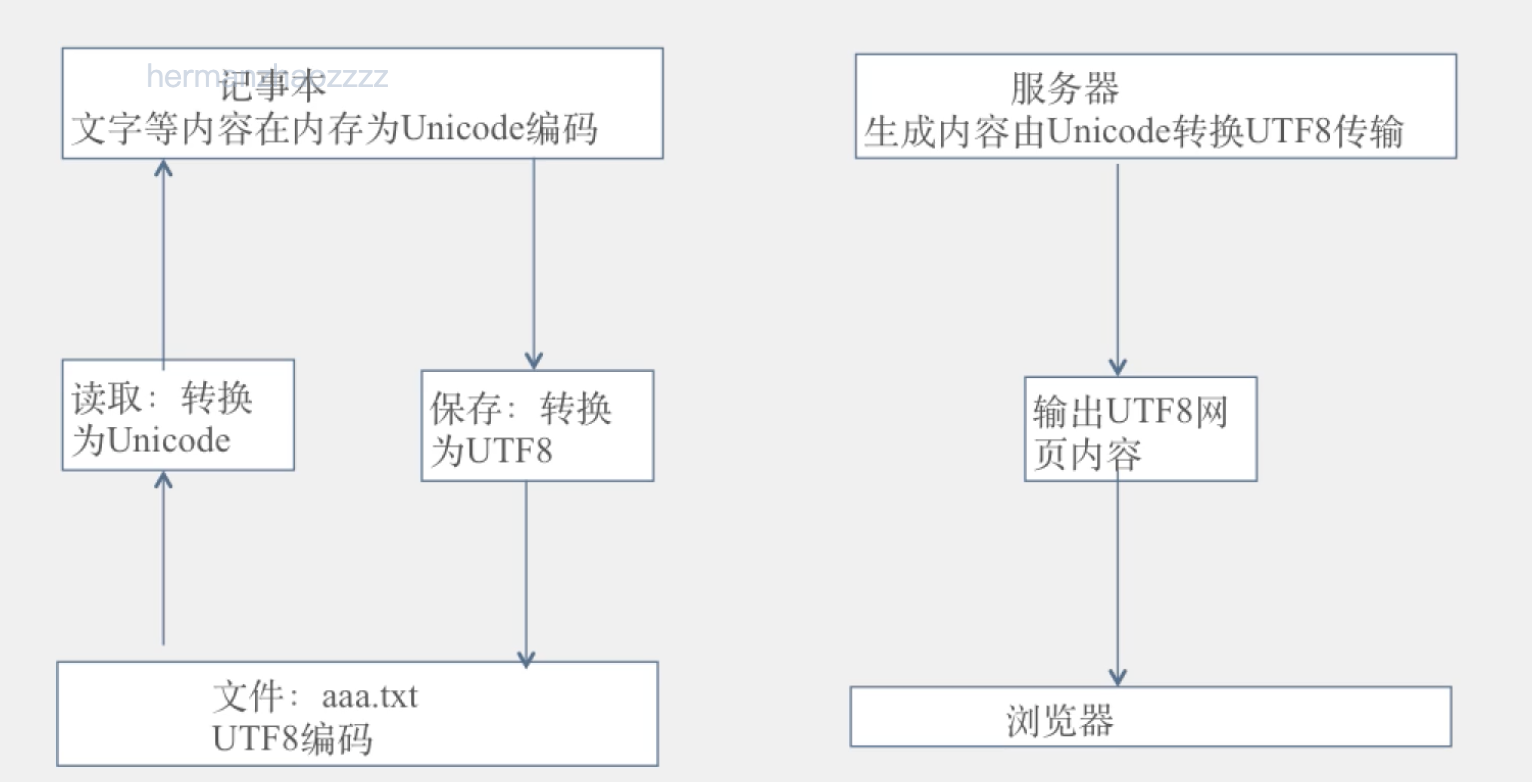 hermanzhaozzzz
记事本
文字等内容在内存为Unicode编码
读取：转换
为Unicode
保存：转换
为UTF8
文件：aaa.txt
UTF8编码
服务器
生成内容由Unicode转换UTF8传输
输出UTF8网
页内容
浏览器